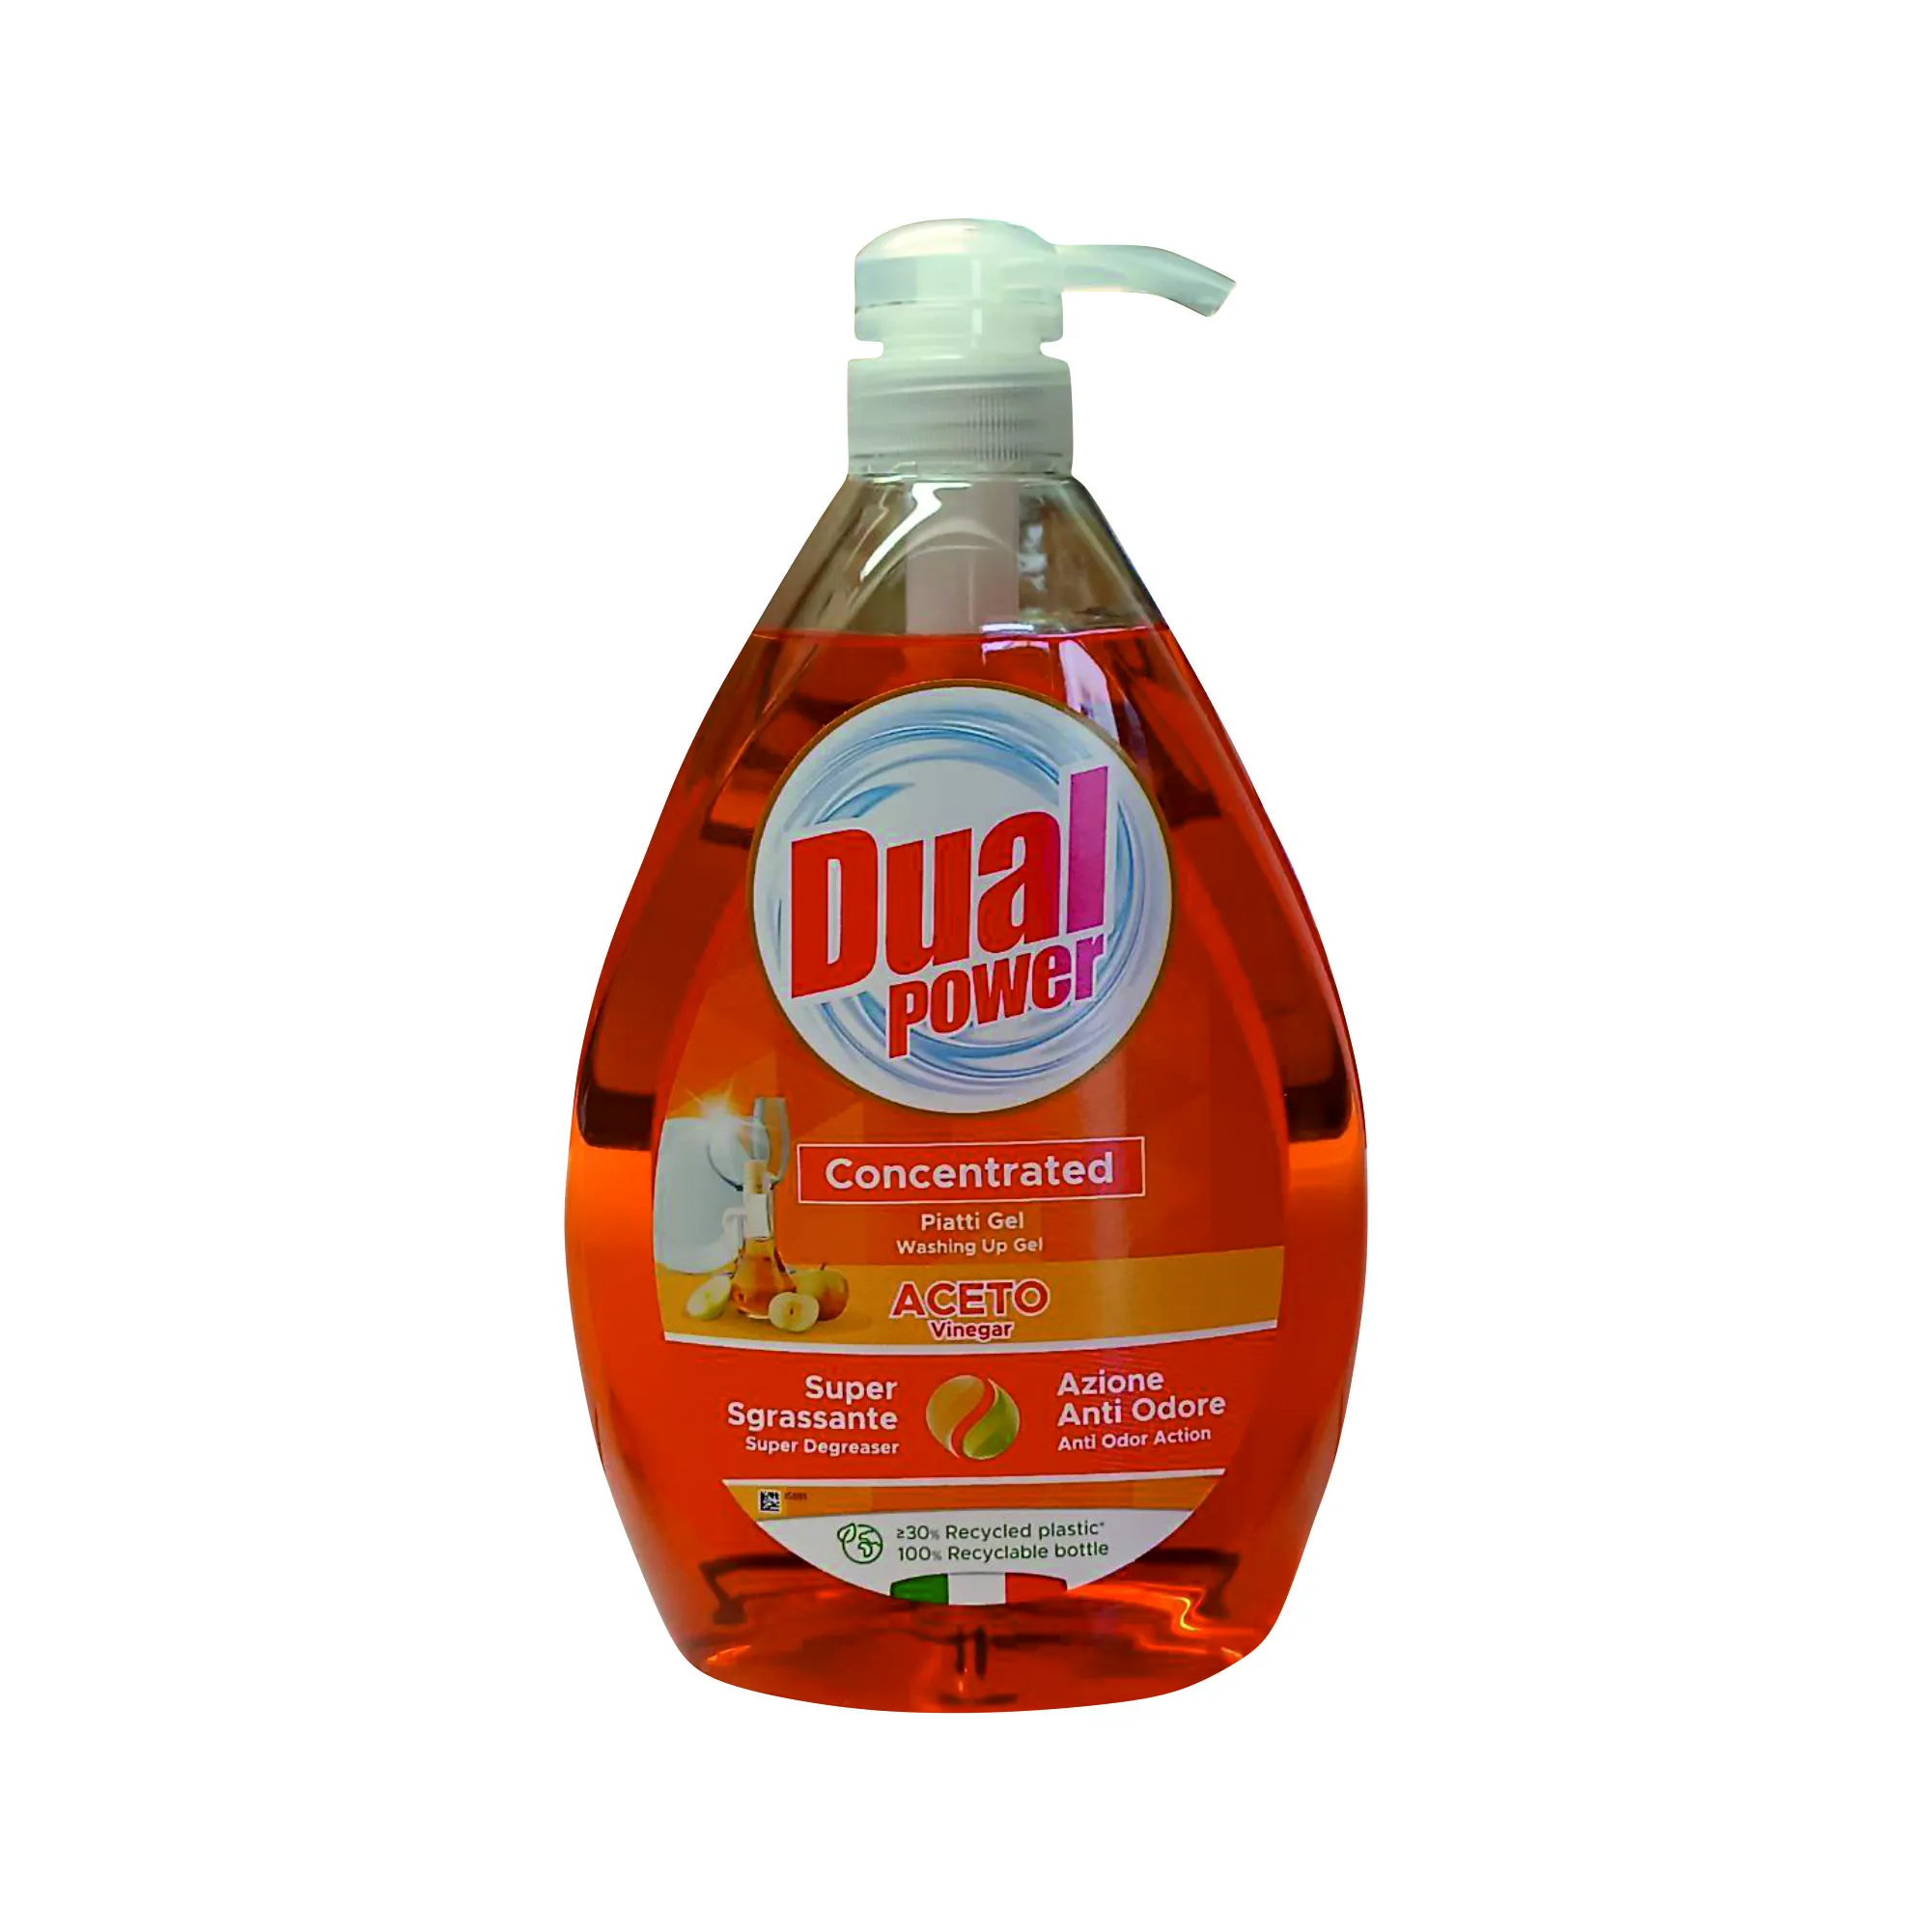 Dual
Power
Concentrated
Piatti Gel
Washing Up Gel
ACETO
Vinegar
Super
Sgrassante
Super Degreaser
Azione
Anti Odore
Anti Odor Action
≥30% Recycled plastic*
100% Recyclable bottle